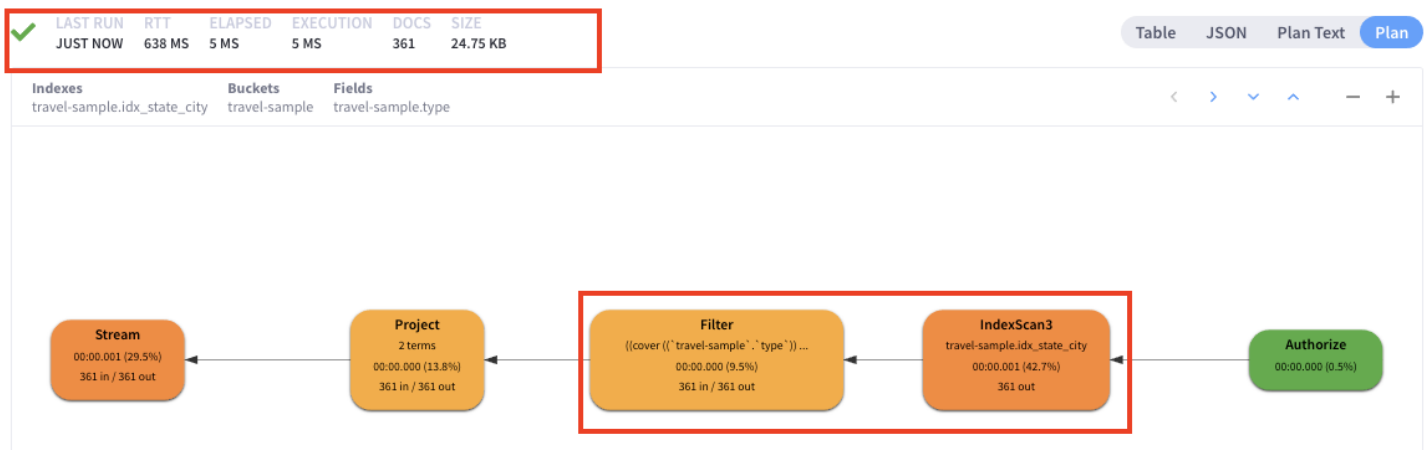 LAST RUN RTT ELAPSED EXECUTION DOCS SIZE
JUST NOW 638 MS 5 MS 5 MS 361 24.75 KB
Table JSON Plan Text Plan
Indexes Buckets Fields
travel-sample.idx_state_city travel-sample travel-sample.type
Stream
00:00.001 (29.5%)
361 in / 361 out
Project
2 terms
00:00.000 (13.8%)
361 in / 361 out
Filter
((cover ((`travel-sample`.`type`)) ...
00:00.000 (9.5%)
361 in / 361 out
IndexScan3
travel-sample.idx_state_city
00:00.001 (42.7%)
361 out
Authorize
00:00.000 (0.5%)